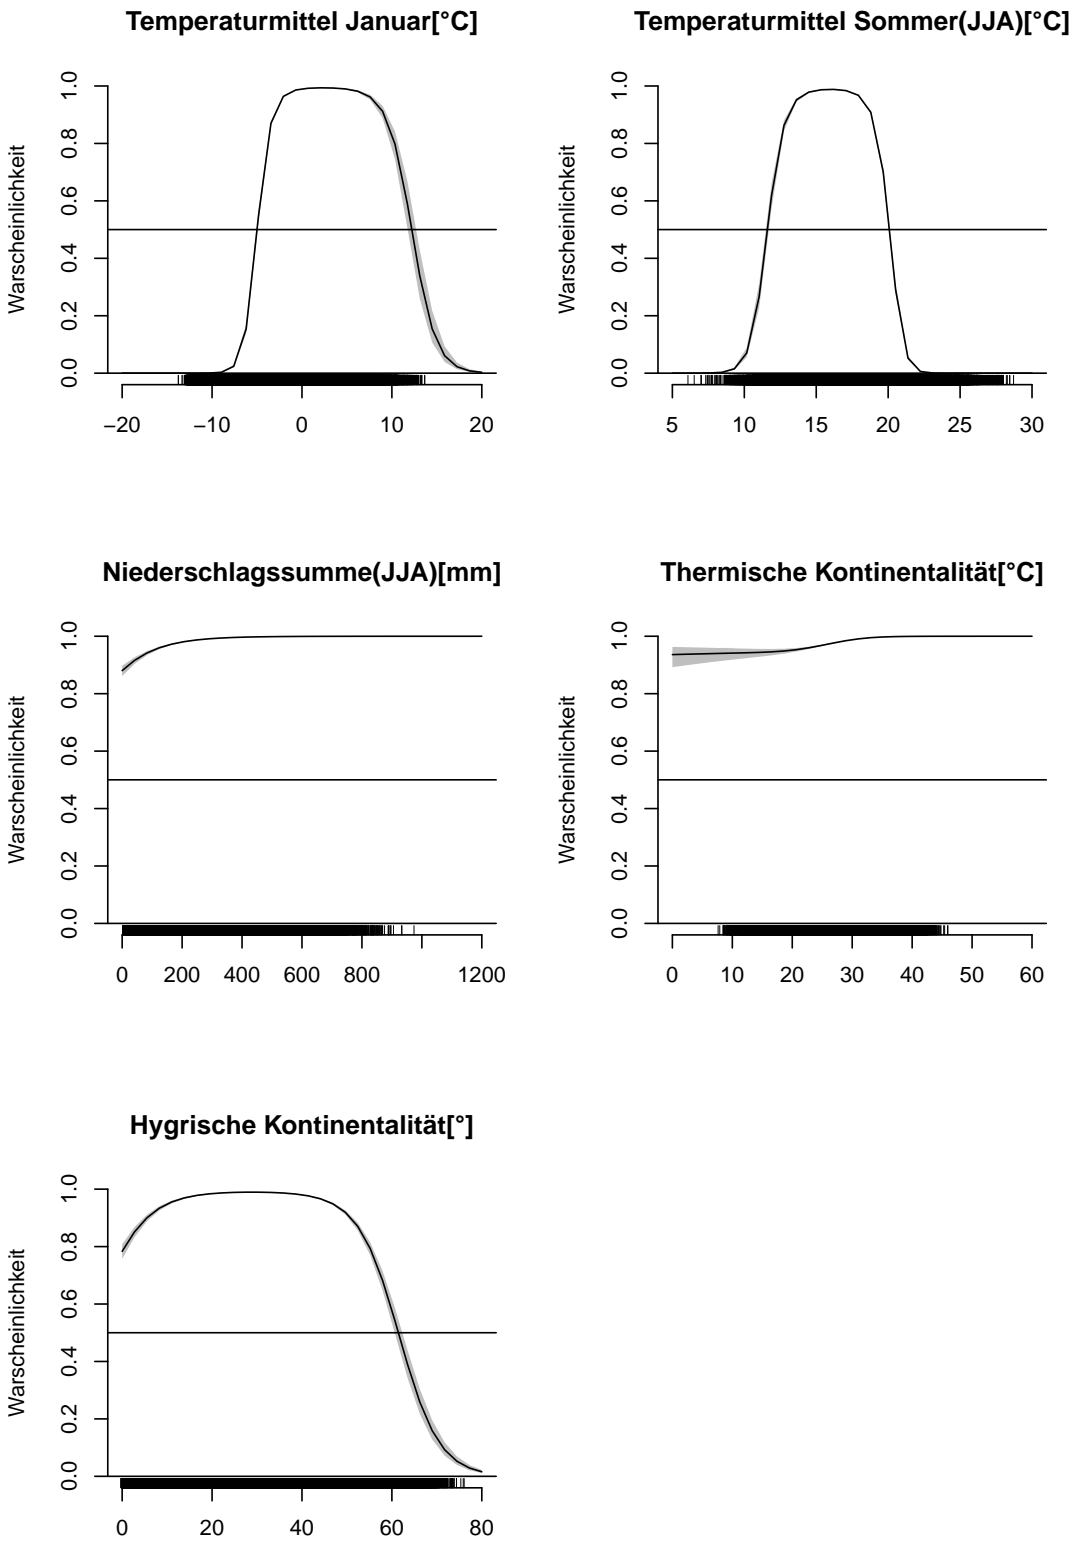 Temperaturmittel Januar[°C]
Warscheinlichkeit
0.0 0.2 0.4 0.6 0.8 1.0
−20 −10 0 10 20
Temperaturmittel Sommer(JJA)[°C]
Warscheinlichkeit
0.0 0.2 0.4 0.6 0.8 1.0
5 10 15 20 25 30
Niederschlagssumme(JJA)[mm]
Warscheinlichkeit
0.0 0.2 0.4 0.6 0.8 1.0
0 200 400 600 800 1200
Thermische Kontinentalität[°C]
Warscheinlichkeit
0.0 0.2 0.4 0.6 0.8 1.0
0 10 20 30 40 50 60
Hygrische Kontinentalität[°]
Warscheinlichkeit
0.0 0.2 0.4 0.6 0.8 1.0
0 20 40 60 80